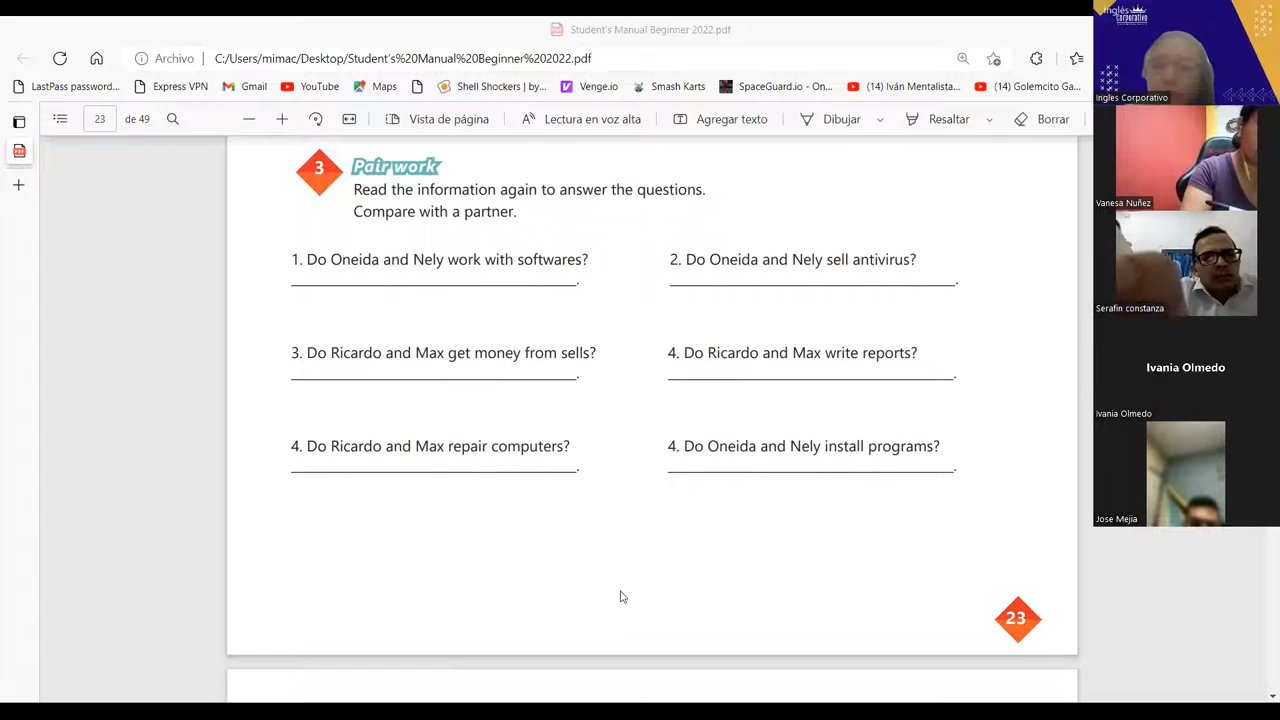 Student's Manual Beginner 2022.pdf
Archivo
C:/Users/mimac/Desktop/Student's%20Manual%20Beginner%202022.pdf
LastPass password...
Express VPN
Gmail
YouTube
Maps
Shell Shockers | by...
Venge.io
Smash Karts
SpaceGuard.io - On...
(14) Iván Mentalista...
(14) Golemcito Ga...
23
de 49
Vista de página
Lectura en voz alta
Agregar texto
Dibujar
Resaltar
Borrar
3
Pair work
Read the information again to answer the questions.
Compare with a partner.
1. Do Oneida and Nely work with softwares?
2. Do Oneida and Nely sell antivirus?
3. Do Ricardo and Max get money from sells?
4. Do Ricardo and Max write reports?
4. Do Ricardo and Max repair computers?
4. Do Oneida and Nely install programs?
23
Inglés
Corporativo
Ingles Corporativo
Vanesa Nuñez
Serafin constanza
Ivania Olmedo
Ivania Olmedo
Jose Mejia